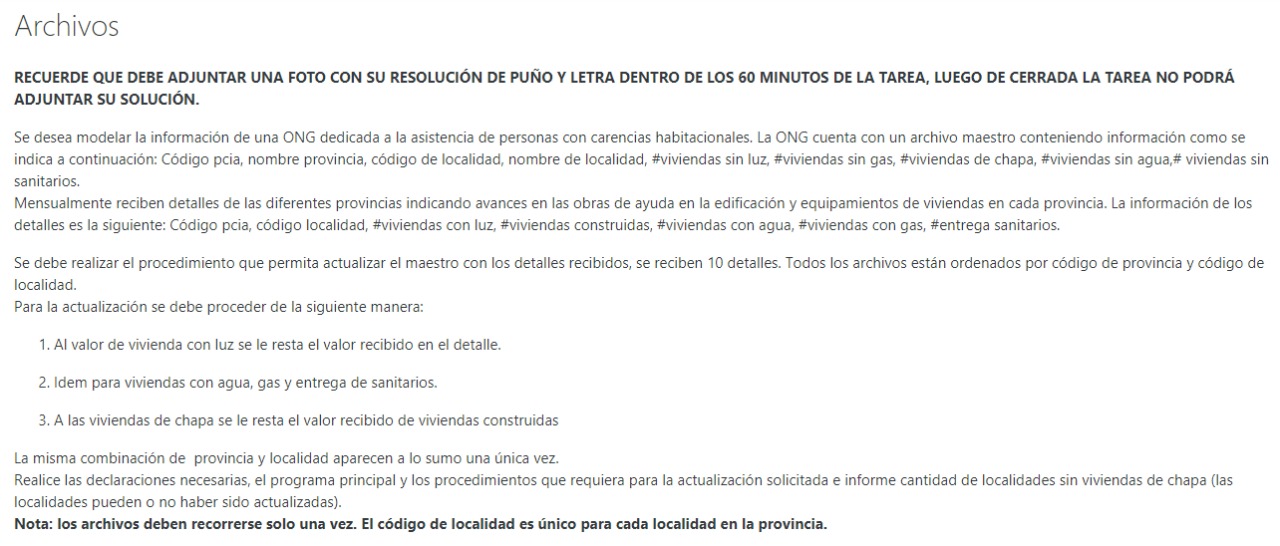 Archivos
RECUERDE QUE DEBE ADJUNTAR UNA FOTO CON SU RESOLUCIÓN DE PUÑO Y LETRA DENTRO DE LOS 60 MINUTOS DE LA TAREA, LUEGO DE CERRADA LA TAREA NO PODRÁ
ADJUNTAR SU SOLUCIÓN.
Se desea modelar la información de una ONG dedicada a la asistencia de personas con carencias habitacionales. La ONG cuenta con un archivo maestro conteniendo información como se
indica a continuación: Código pcia, nombre provincia, código de localidad, nombre de localidad, #viviendas sin luz, #viviendas sin gas, #viviendas de chapa, #viviendas sin agua,# viviendas sin
sanitarios.
Mensualmente reciben detalles de las diferentes provincias indicando avances en las obras de ayuda en la edificación y equipamientos de viviendas en cada provincia. La información de los
detalles es la siguiente: Código pcia, código localidad, #viviendas con luz, #viviendas construidas, #viviendas con agua, #viviendas con gas, #entrega sanitarios.
Se debe realizar el procedimiento que permita actualizar el maestro con los detalles recibidos, se reciben 10 detalles. Todos los archivos están ordenados por código de provincia y código de
localidad.
Para la actualización se debe proceder de la siguiente manera:
1. Al valor de vivienda con luz se le resta el valor recibido en el detalle.
2. Idem para viviendas con agua, gas y entrega de sanitarios.
3. A las viviendas de chapa se le resta el valor recibido de viviendas construidas
La misma combinación de provincia y localidad aparecen a lo sumo una única vez.
Realice las declaraciones necesarias, el programa principal y los procedimientos que requiera para la actualización solicitada e informe cantidad de localidades sin viviendas de chapa (las
localidades pueden o no haber sido actualizadas).
Nota: los archivos deben recorrerse solo una vez. El código de localidad es único para cada localidad en la provincia.